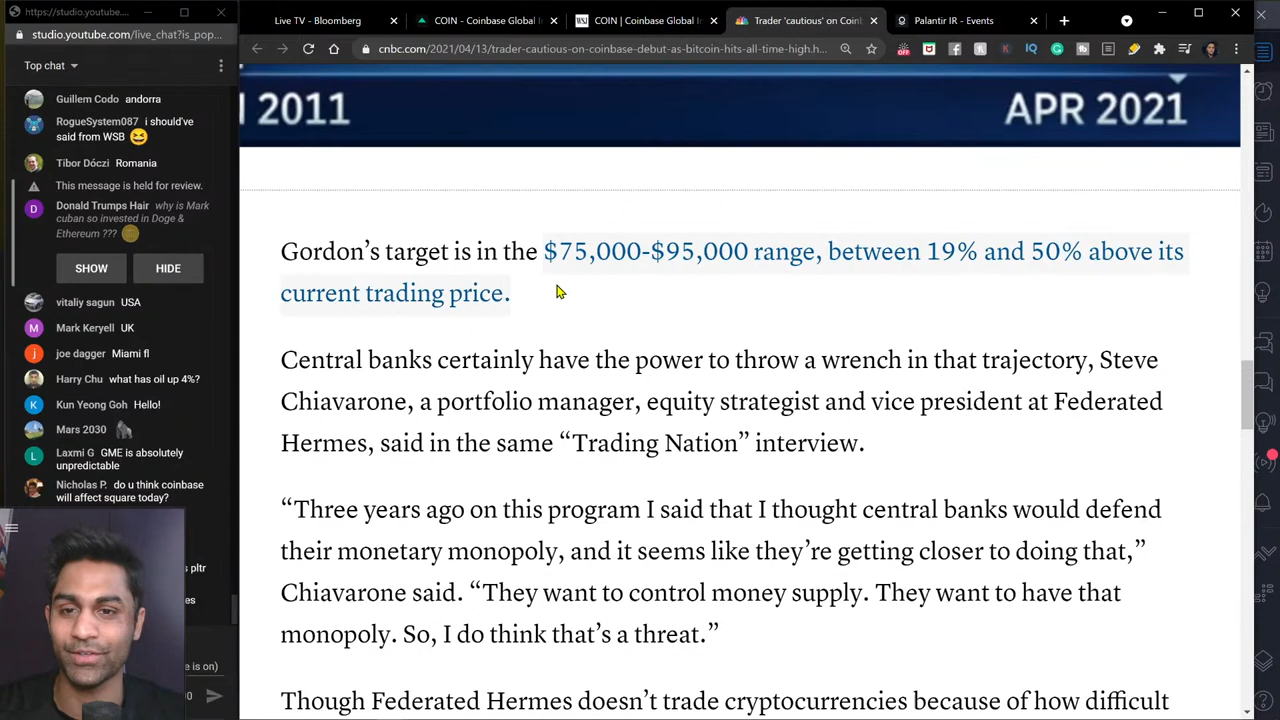 https://studio.youtube.com/live_chat?is_pop...
studio.youtube.com/live_chat?is_pop...
Top chat
Guillem Codo andorra
RogueSystem087 i should've
said from WSB
Tibor Dóczi Romania
This message is held for review.
Donald Trumps Hair why is Mark
cuban so invested in Doge &
Ethereum ???
SHOW
HIDE
vitaliy sagun USA
Mark Keryell UK
joe dagger Miami fl
Harry Chu what has oil up 4%?
Kun Yeong Goh Hello!
Mars 2030
Laxmi G GME is absolutely
unpredictable
Nicholas P. do u think coinbase
will affect square today?
s pltr
es
e is on)
Live TV - Bloomberg
COIN - Coinbase Global I
COIN | Coinbase Global I
Trader 'cautious' on Coin
Palantir IR - Events
cnbc.com/2021/04/13/trader-cautious-on-coinbase-debut-as-bitcoin-hits-all-time-high.h...
2011
APR 2021
Gordon's target is in the $75,000-$95,000 range, between 19% and 50% above its
current trading price.
Central banks certainly have the power to throw a wrench in that trajectory, Steve
Chiavarone, a portfolio manager, equity strategist and vice president at Federated
Hermes, said in the same “Trading Nation” interview.
“Three years ago on this program I said that I thought central banks would defend
their monetary monopoly, and it seems like they’re getting closer to doing that,”
Chiavarone said. “They want to control money supply. They want to have that
monopoly. So, I do think that’s a threat.”
Though Federated Hermes doesn’t trade cryptocurrencies because of how difficult